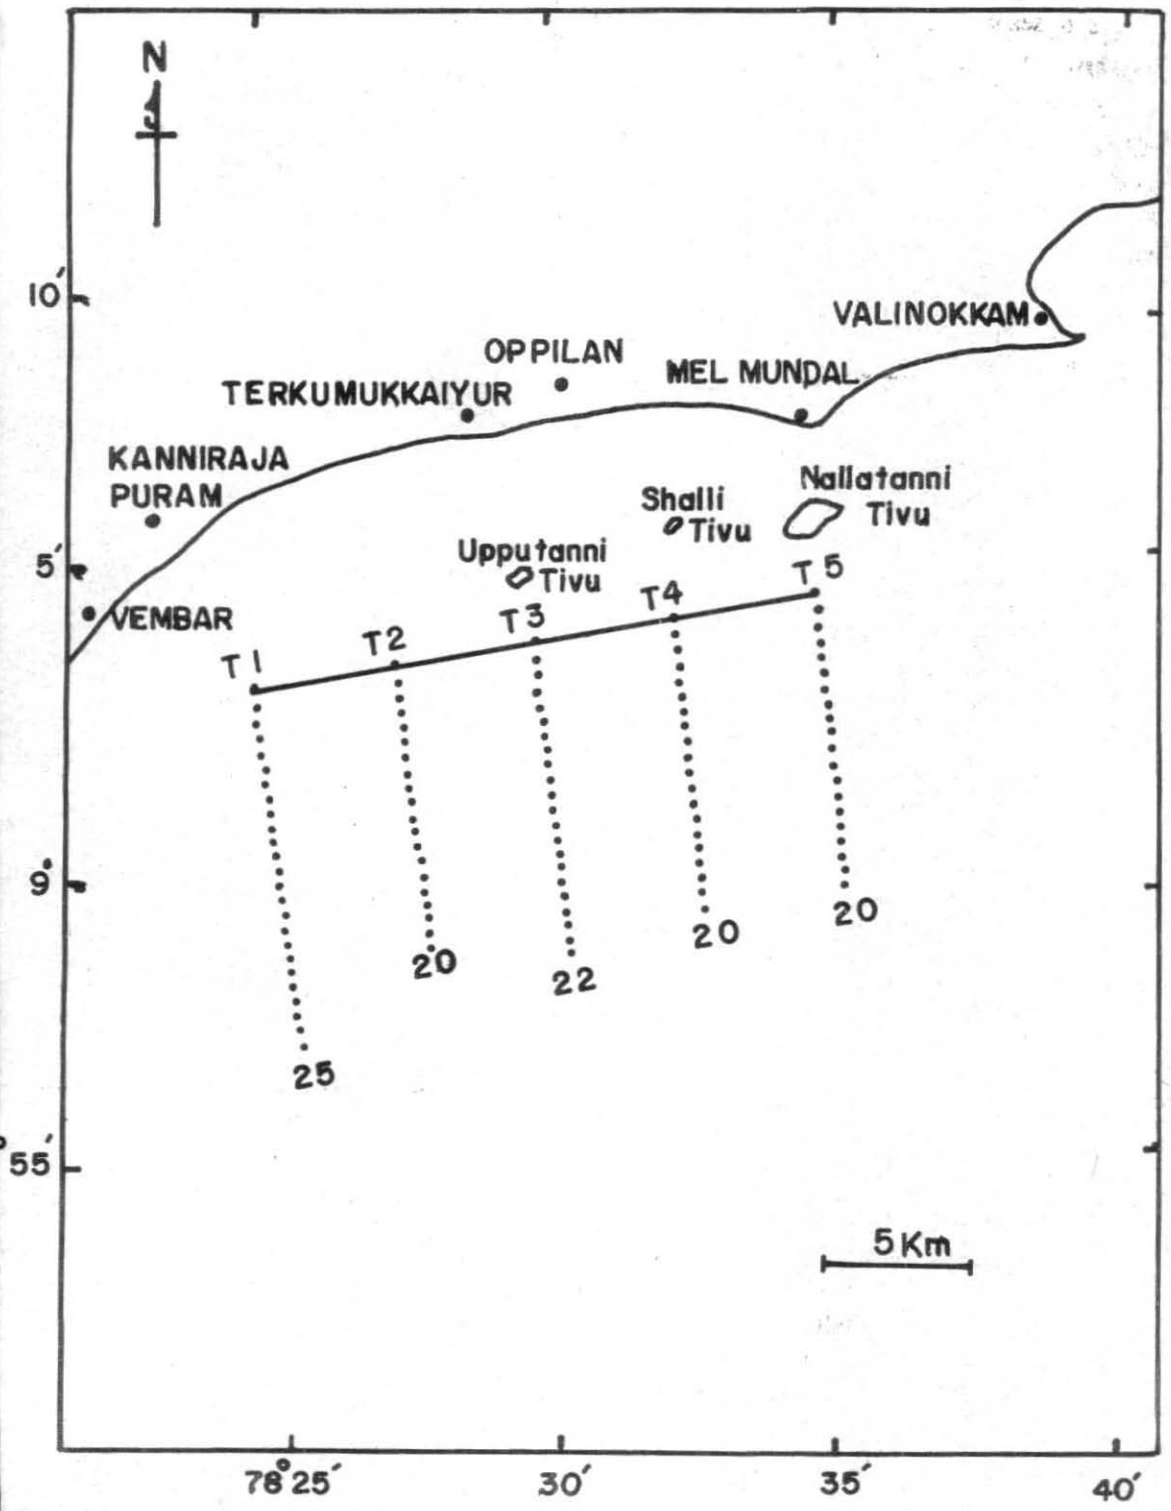 N
10′
VALINOKKAM
OPPILAN
MEL MUNDAL
TERKUMUKKAIYUR
KANNIRAJA
PURAM
Nallatanni
Tivu
Shalli
Tivu
5′
Upputanni
Tivu
VEMBAR
T1
T2
T3
T4
T5
9°
20
20
20
22
25
55′
5 Km
78°25′
30′
35′
40′